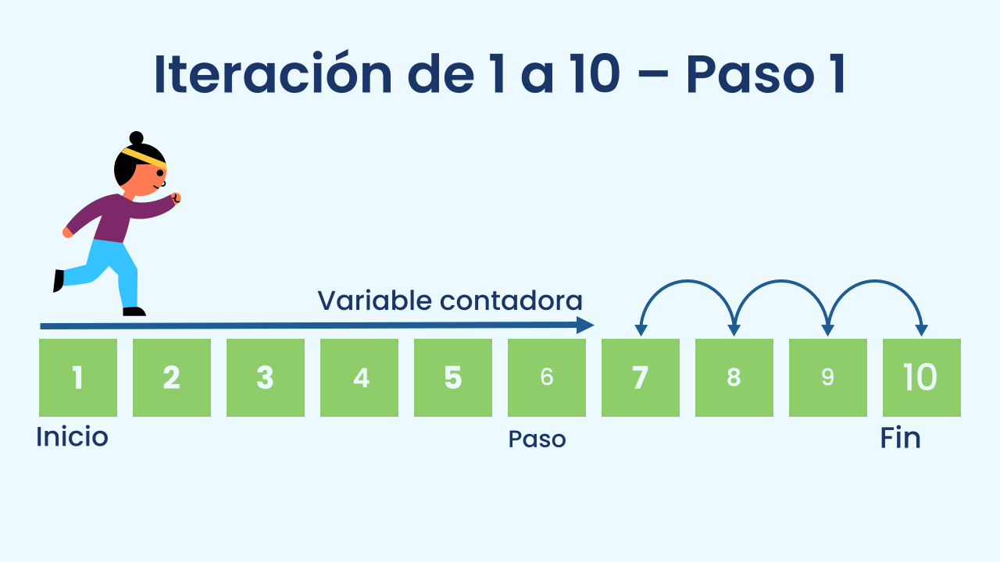 Iteración de 1 a 10 – Paso 1
Variable contadora
1 2 3 4 5 6 7 8 9 10
Inicio Paso Fin